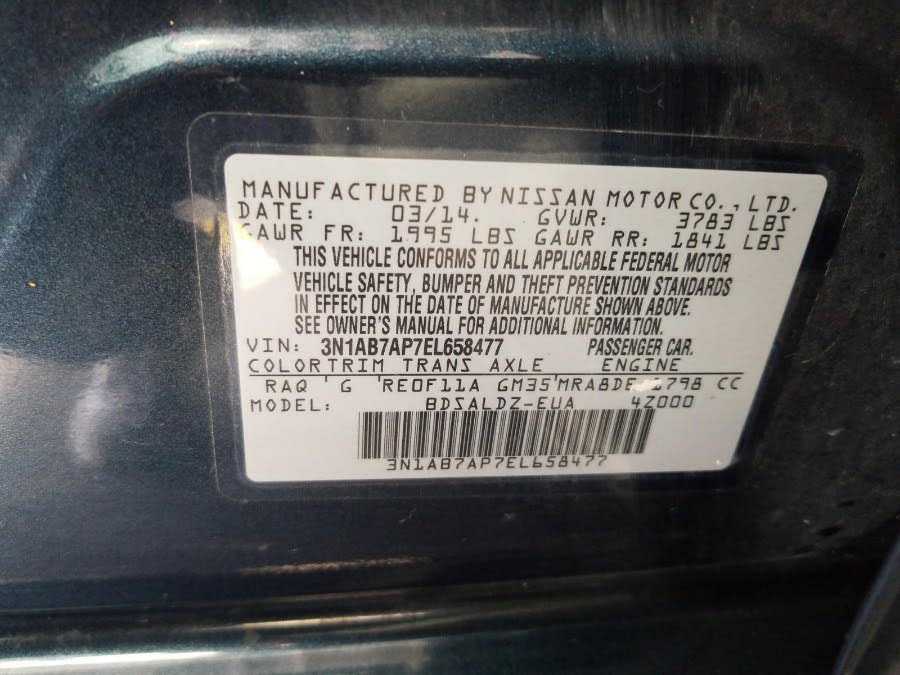 MANUFACTURED BY NISSAN MOTOR CO., LTD.
DATE: 03/14. GVWR: 3783 LBS
GAWR FR: 1995 LBS GAWR RR: 1841 LBS
THIS VEHICLE CONFORMS TO ALL APPLICABLE FEDERAL MOTOR
VEHICLE SAFETY, BUMPER AND THEFT PREVENTION STANDARDS
IN EFFECT ON THE DATE OF MANUFACTURE SHOWN ABOVE.
SEE OWNER'S MANUAL FOR ADDITIONAL INFORMATION.
VIN: 3N1AB7AP7EL658477 PASSENGER CAR.
COLOR TRIM TRANS AXLE ENGINE
RAQ G RE0F11A GM35 CC
MODEL: BDSALDZ-EUA 4Z000
3N1AB7AP7EL658477